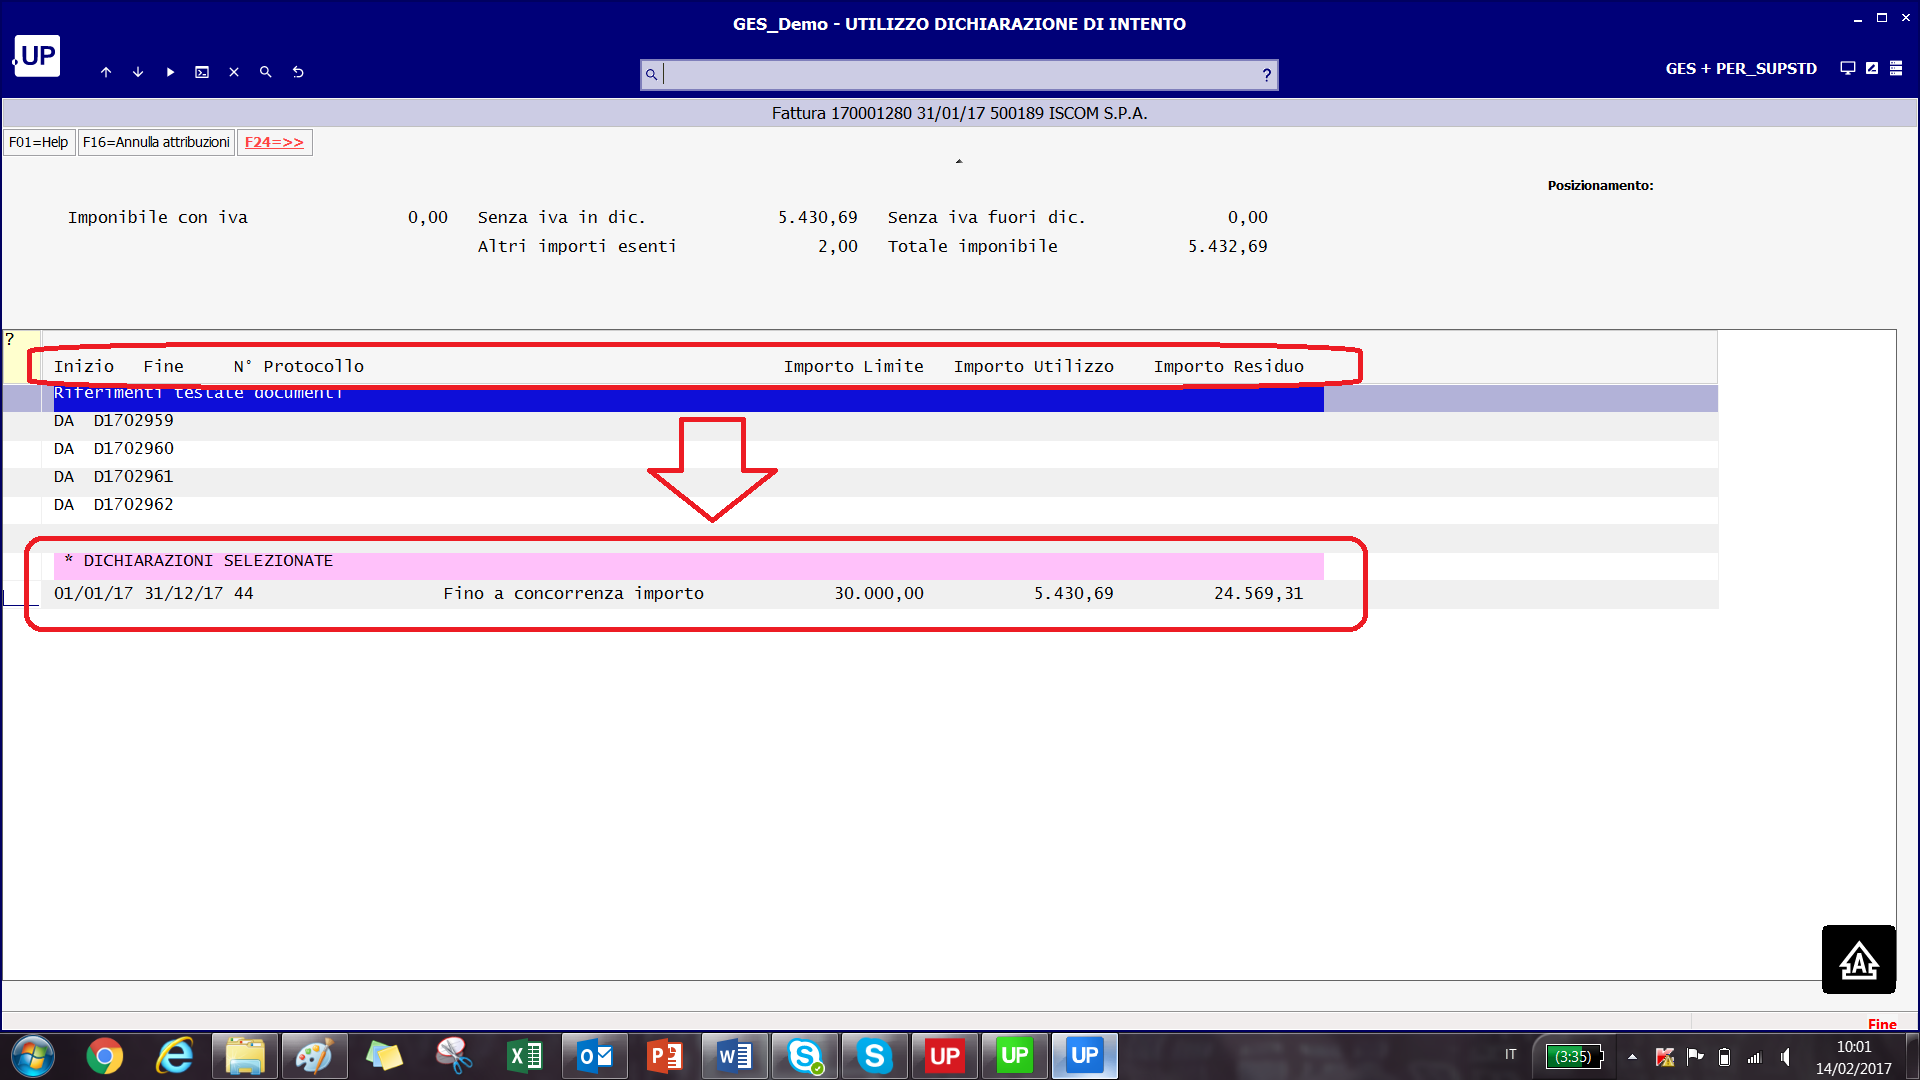 GES_Demo - UTILIZZO DICHIARAZIONE DI INTENTO
UP
?
GES + PER_SUPSTD
Fattura 170001280 31/01/17 500189 ISCOM S.P.A.
F01=Help F16=Annulla attribuzioni F24=>>
Posizionamento:
Imponibile con iva 0,00 Senza iva in dic. 5.430,69 Senza iva fuori dic. 0,00
Altri importi esenti 2,00 Totale imponibile 5.432,69
?
Inizio Fine N° Protocollo Importo Limite Importo Utilizzo Importo Residuo
Riferimenti testate documenti
DA D1702959
DA D1702960
DA D1702961
DA D1702962
* DICHIARAZIONI SELEZIONATE
01/01/17 31/12/17 44 Fino a concorrenza importo 30.000,00 5.430,69 24.569,31
A
Fine
UP UP UP IT (3:35) 10:01
14/02/2017